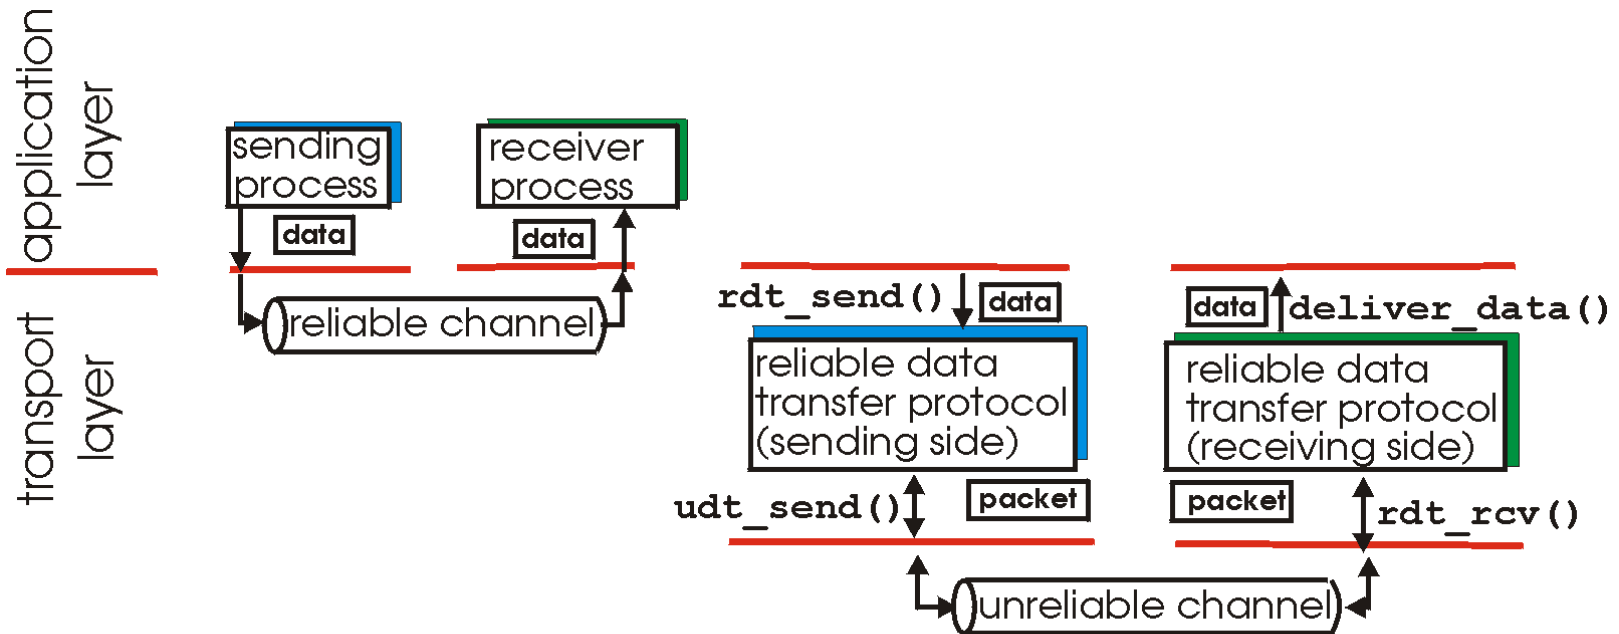 application
layer
transport
layer
sending
process
data
receiver
process
data
reliable channel
rdt_send()
data
reliable data
transfer protocol
(sending side)
udt_send()
packet
data
deliver_data()
reliable data
transfer protocol
(receiving side)
packet
rdt_rcv()
unreliable channel